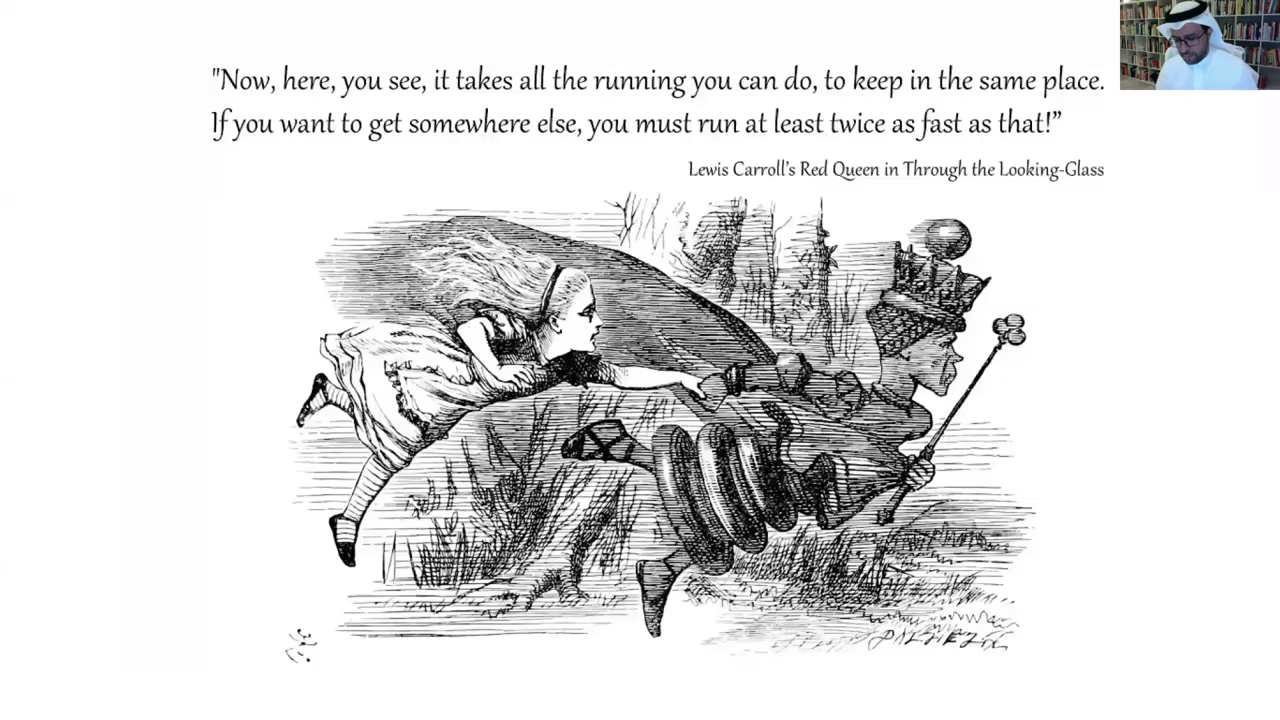 "Now, here, you see, it takes all the running you can do, to keep in the same place.
If you want to get somewhere else, you must run at least twice as fast as that!”
Lewis Carroll’s Red Queen in Through the Looking-Glass